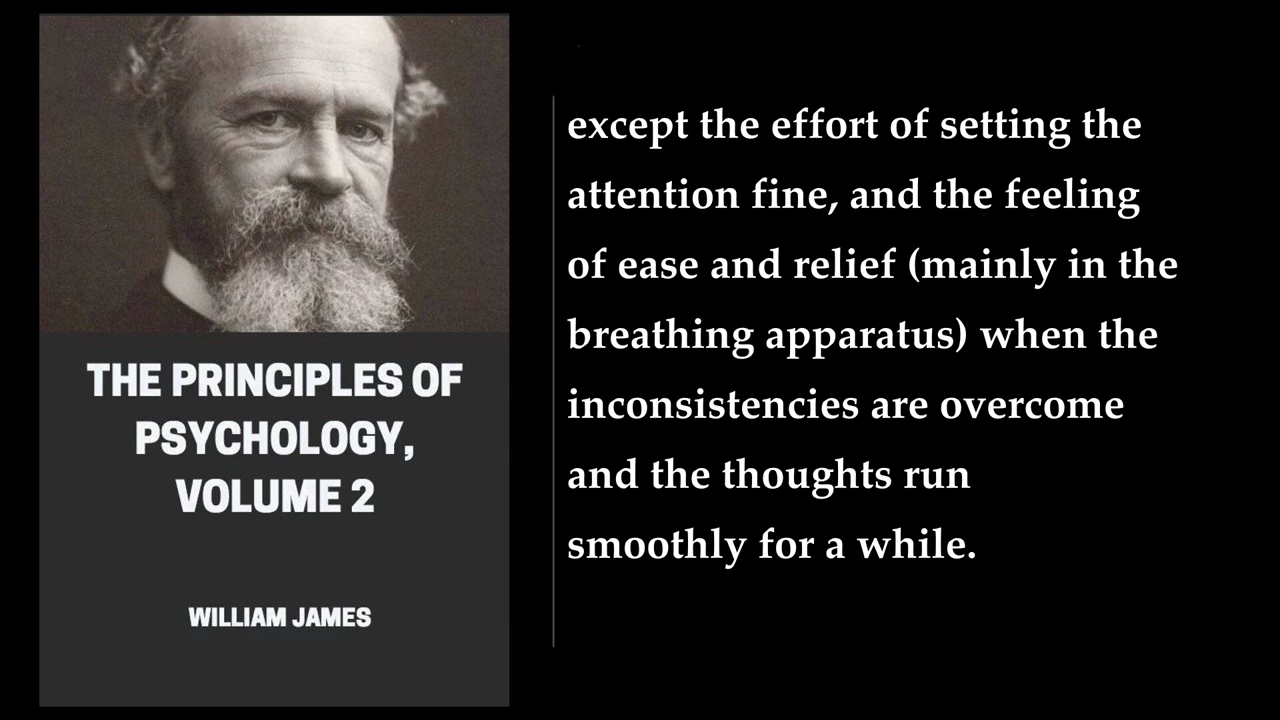 THE PRINCIPLES OF
PSYCHOLOGY,
VOLUME 2
WILLIAM JAMES
except the effort of setting the
attention fine, and the feeling
of ease and relief (mainly in the
breathing apparatus) when the
inconsistencies are overcome
and the thoughts run
smoothly for a while.